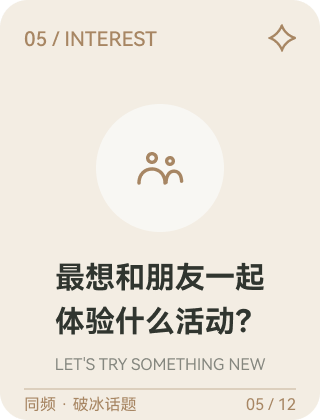 05 / INTEREST
最想和朋友一起
体验什么活动？
LET'S TRY SOMETHING NEW
同频 · 破冰话题
05 / 12